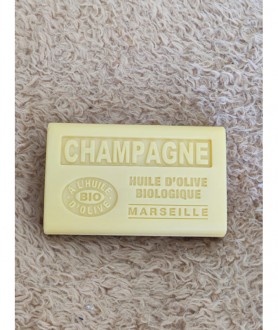 CHAMPAGNE
A L'HUILE
BIO
D'OLIVE
HUILE D'OLIVE
BIOLOGIQUE
MARSEILLE